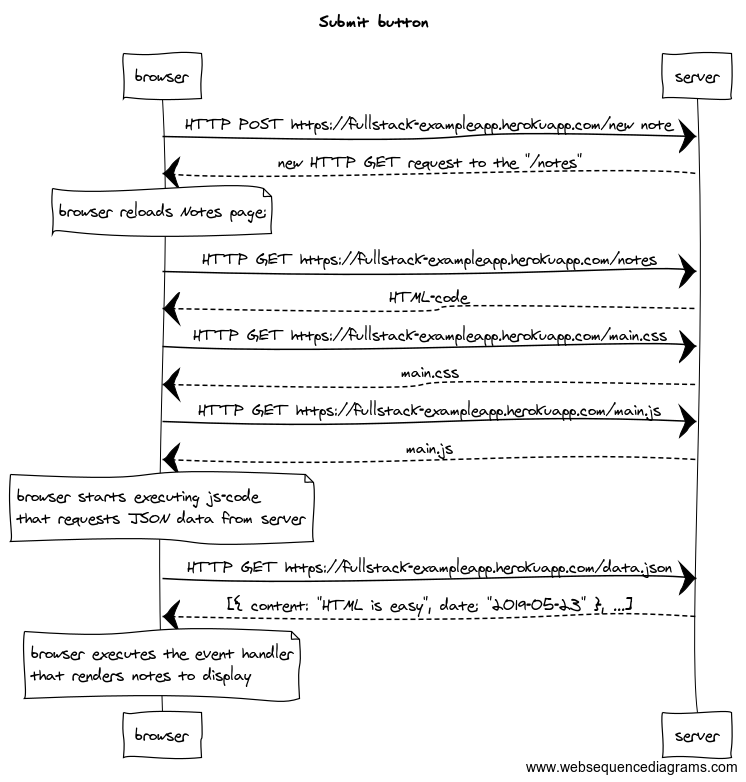 Submit button
browser
server
HTTP POST https://fullstack-exampleapp.herokuapp.com/new note
new HTTP GET request to the "/notes"
browser reloads Notes page:
HTTP GET https://fullstack-exampleapp.herokuapp.com/notes
HTML-code
HTTP GET https://fullstack-exampleapp.herokuapp.com/main.css
main.css
HTTP GET https://fullstack-exampleapp.herokuapp.com/main.js
main.js
browser starts executing js-code
that requests JSON data from server
HTTP GET https://fullstack-exampleapp.herokuapp.com/data.json
[{ content: "HTML is easy", date: "2019-05-23" }, ...]
browser executes the event handler
that renders notes to display
browser
server
www.websequencediagrams.com